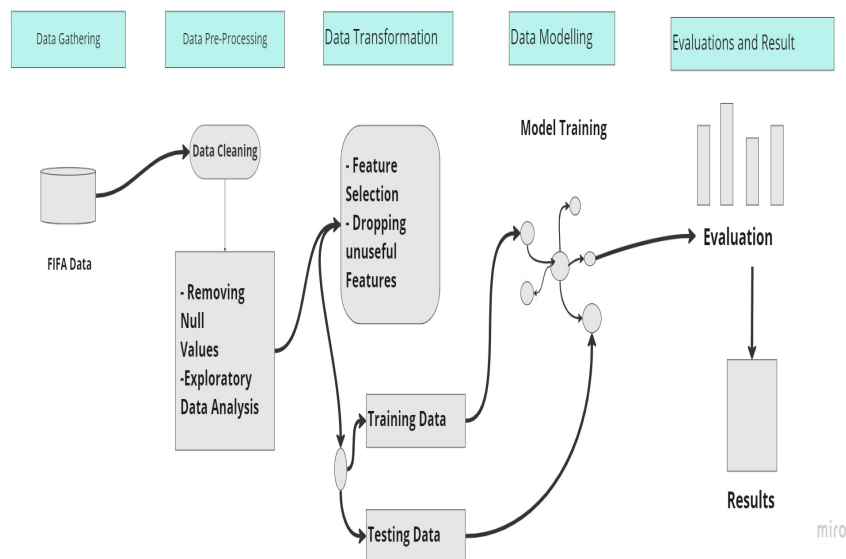 Data Gathering
Data Pre-Processing
Data Transformation
Data Modelling
Evaluations and Result
FIFA Data
Data Cleaning
- Removing
Null
Values
-Exploratory
Data Analysis
- Feature
Selection
- Dropping
unuseful
Features
Training Data
Testing Data
Model Training
Evaluation
Results
miro